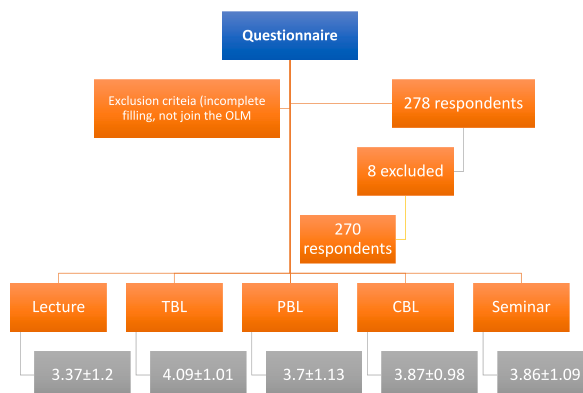 Questionnaire
Exclusion criteia (incomplete
filling, not join the OLM
278 respondents
8 excluded
270
respondents
Lecture
TBL
PBL
CBL
Seminar
3.37±1.2
4.09±1.01
3.7±1.13
3.87±0.98
3.86±1.09